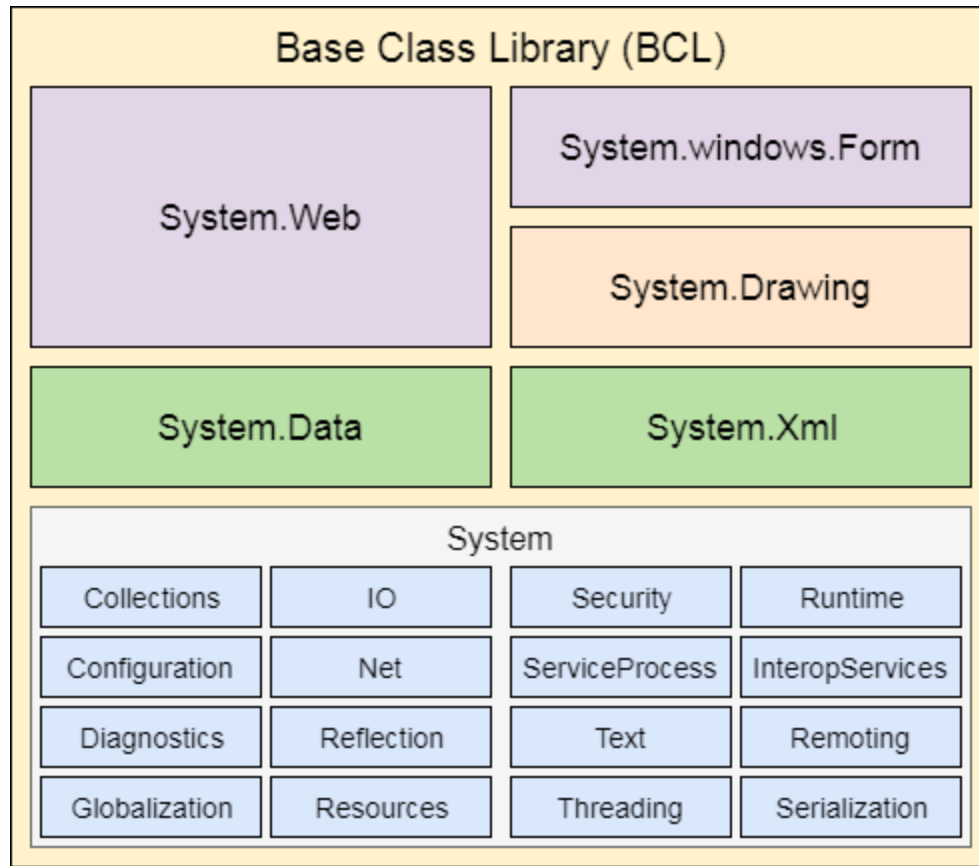 Base Class Library (BCL)
System.Web
System.windows.Form
System.Drawing
System.Data
System.Xml
System
Collections
IO
Security
Runtime
Configuration
Net
ServiceProcess
InteropServices
Diagnostics
Reflection
Text
Remoting
Globalization
Resources
Threading
Serialization